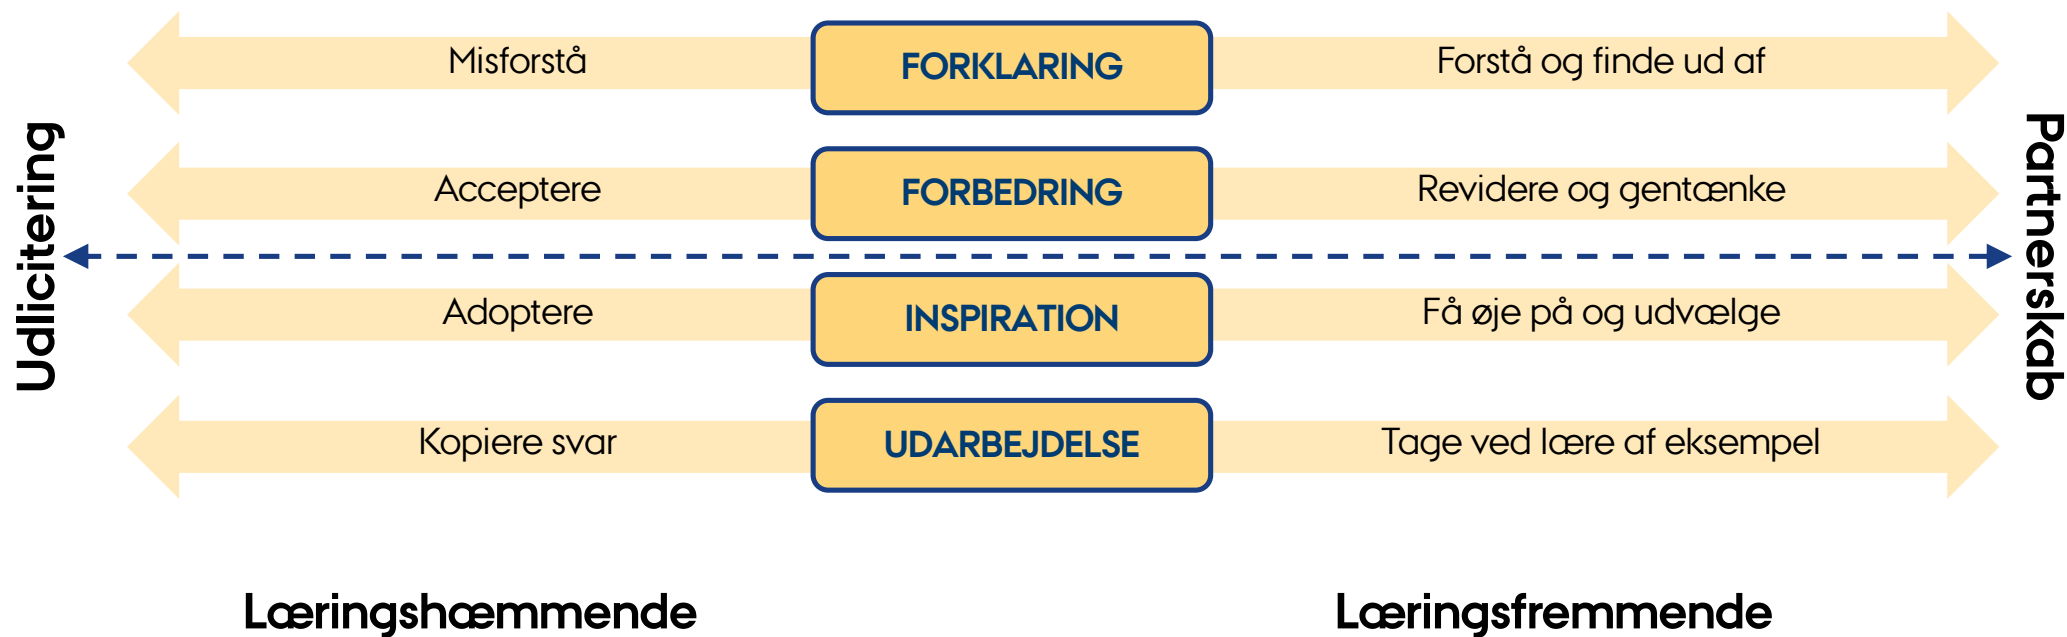 Misforstå
FORKLARING
Forstå og finde ud af
Udlicitering
Acceptere
FORBEDRING
Revidere og gentænke
Partnerskab
Adoptere
INSPIRATION
Få øje på og udvælge
Kopiere svar
UDARBEJDELSE
Tage ved lære af eksempel
Læringshæmmende
Læringsfremmende